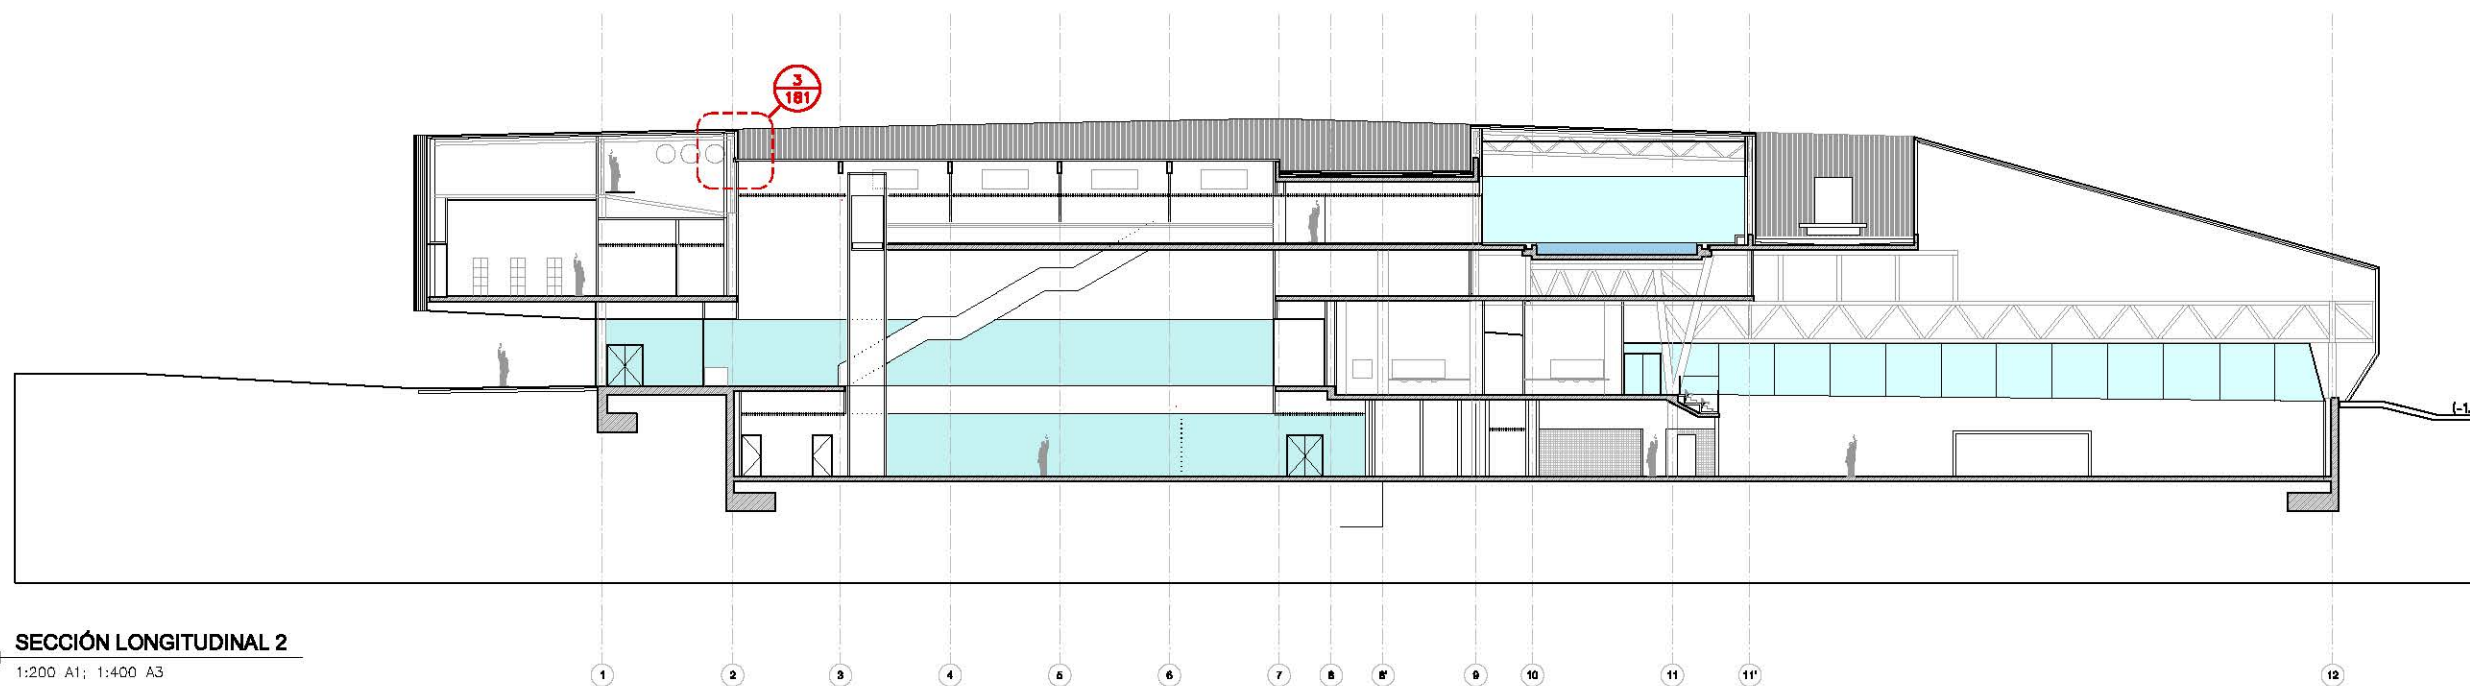 3
181
(-1.
SECCIÓN LONGITUDINAL 2
1:200 A1; 1:400 A3
1 2 3 4 5 6 7 8 8' 9 10 11 11' 12